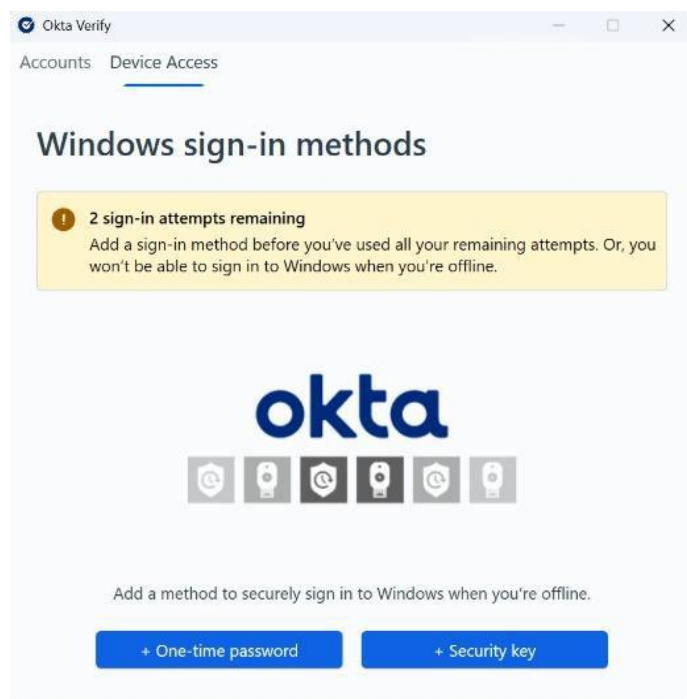 Okta Verify
Accounts Device Access
Windows sign-in methods
2 sign-in attempts remaining
Add a sign-in method before you've used all your remaining attempts. Or, you
won't be able to sign in to Windows when you're offline.
okta
Add a method to securely sign in to Windows when you're offline.
+ One-time password + Security key